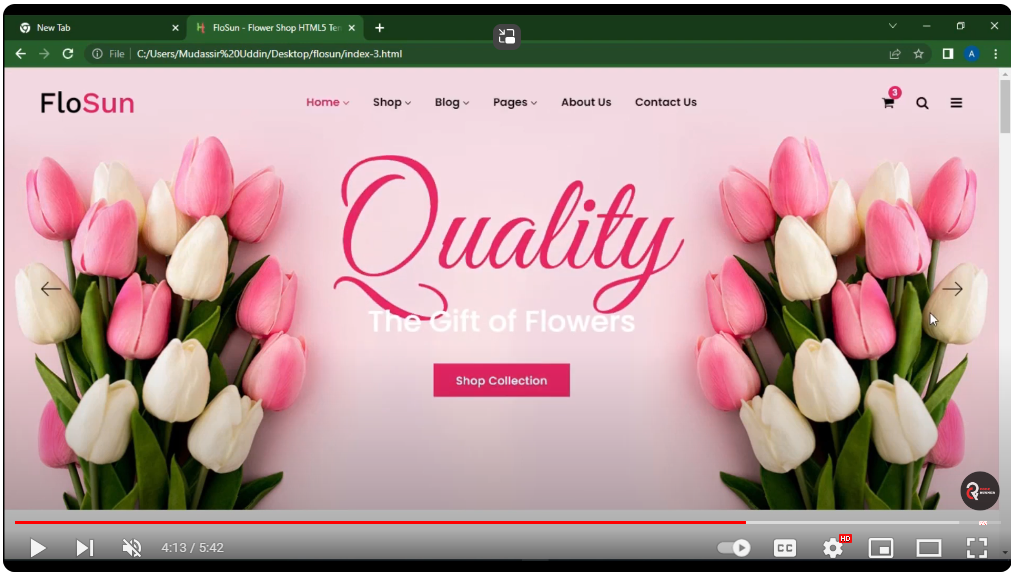 New Tab
FloSun - Flower Shop HTML5 Te
File
C:/Users/Mudassir%20Uddin/Desktop/flosun/index-3.html
A
FloSun
Home
Shop
Blog
Pages
About Us
Contact Us
3
Quality
The Gift of Flowers
Shop Collection
4:13 / 5:42
CC
HD